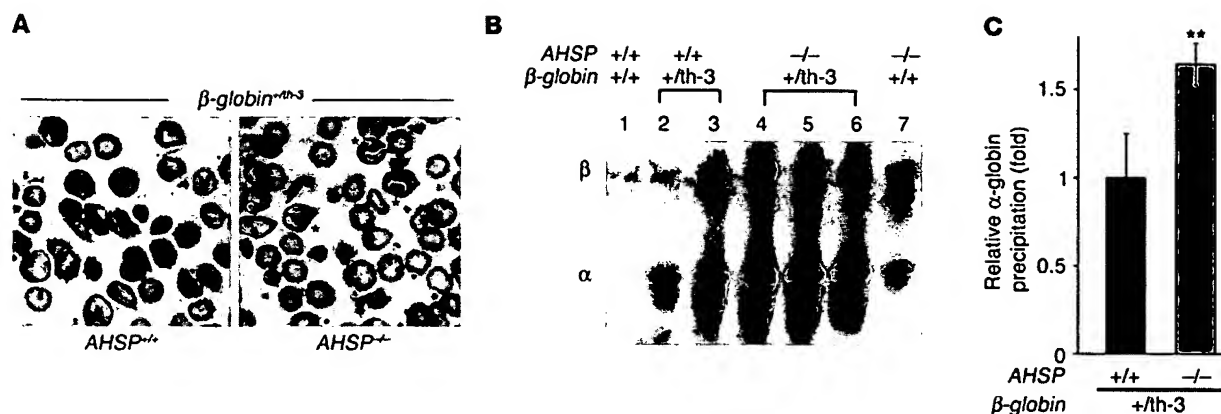 A
β-globin+/th-3
AHSP+/+
AHSP-/-
B
AHSP +/+ +/+ –/– –/–
β-globin +/+ +/th-3 +/th-3 +/+
1 2 3 4 5 6 7
β
α
C
Relative α-globin
precipitation (fold)
1.5
1
0.5
0
**
AHSP +/+ –/–
β-globin +/th-3